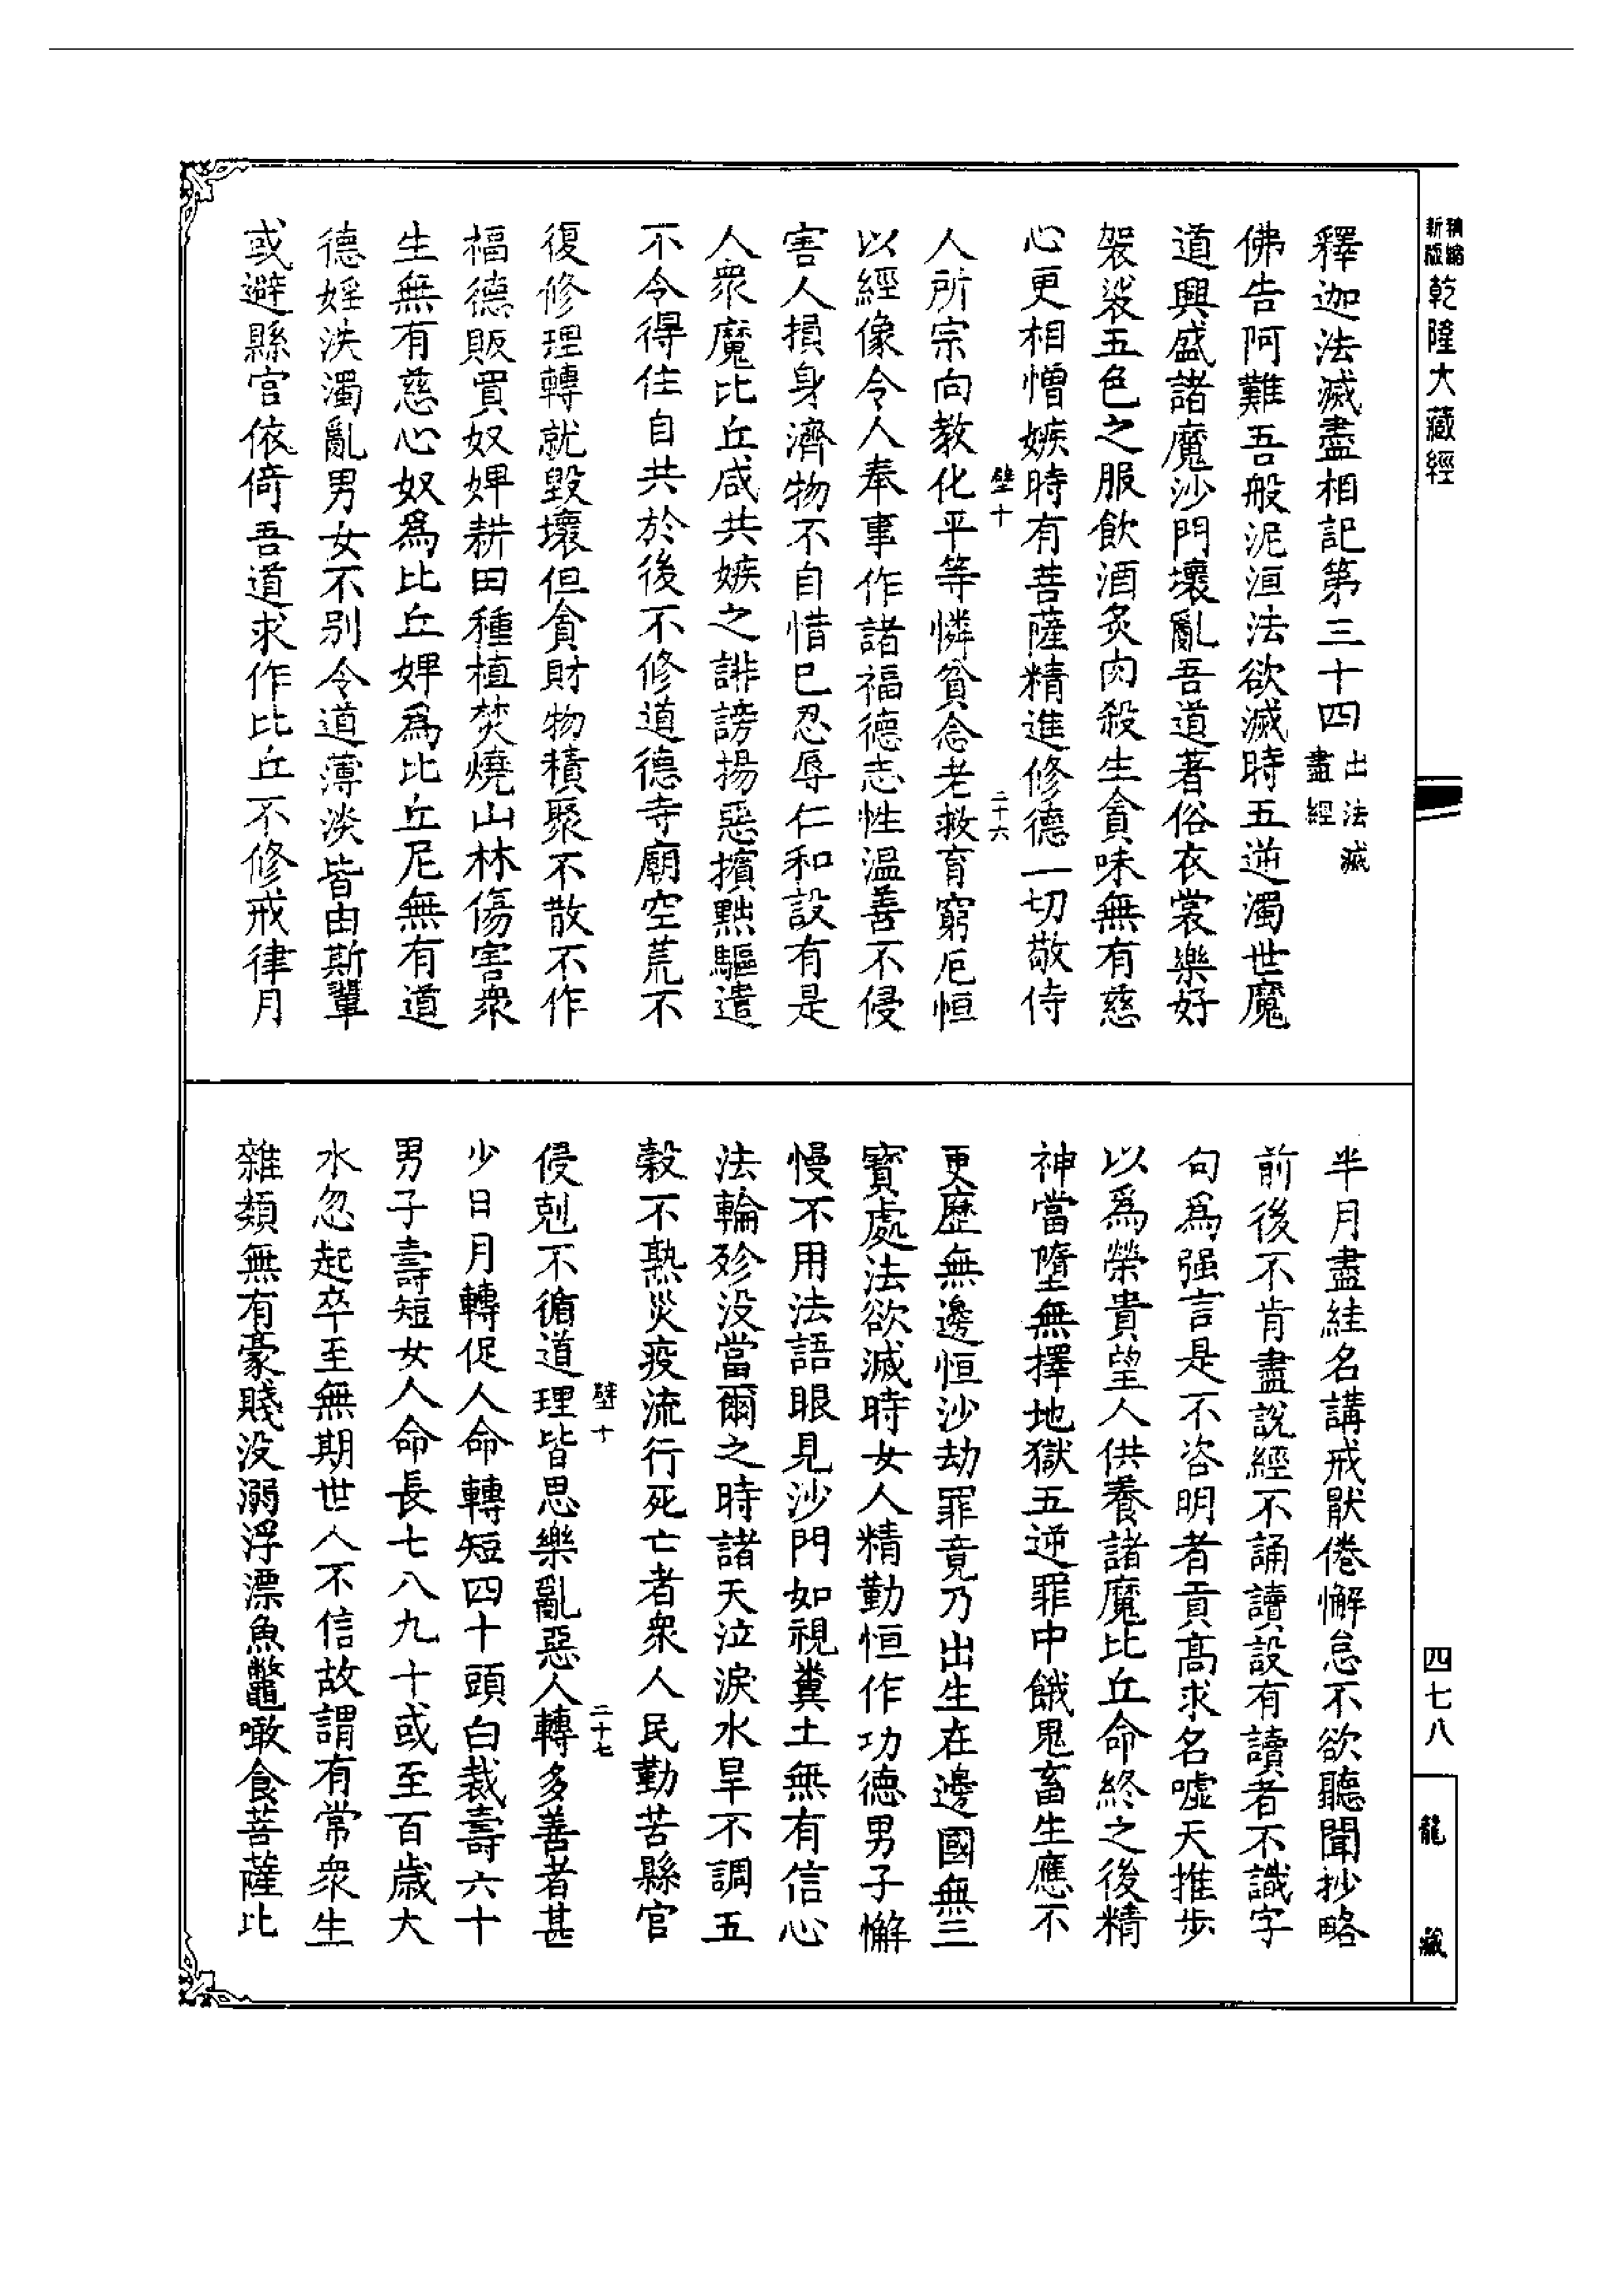 新版精縮
乾隆大藏經
釋迦法滅盡相記第三十四出法滅盡經
佛告阿難吾般泥洹法欲滅時五逆濁世魔
道興盛諸魔沙門壞亂吾道著俗衣裳樂好
袈裟五色之服飲酒炙肉殺生貪味無有慈
心更相憎嫉時有菩薩精進修德一切敬侍
璧十
二十六
人所宗向教化平等憐貧念老救育窮厄恒
以經像令人奉事作諸福德志性溫善不侵
害人損身濟物不自惜已忍辱仁和設有是
人衆魔比丘咸共嫉之誹謗揚惡擯黜驅遣
不令得住自共於後不修道德寺廟空荒不
復修理轉就毀壞但貪財物積聚不散不作
福德販買奴婢耕田種植焚燒山林傷害衆
生無有慈心奴爲比丘婢爲比丘尼無有道
德婬泆濁亂男女不别令道薄淡皆由斯輩
或避縣官依倚吾道求作比丘不修戒律月
半月盡絓名講戒厭倦懈怠不欲聽聞抄略
前後不肯盡說經不誦讀設有讀者不識字
句爲强言是不咨明者貢高求名噓天推步
以爲榮貴望人供養諸魔比丘命終之後精
神當墮無擇地獄五逆罪中餓鬼畜生應不
更歷無邊恒沙劫罪竟乃出生在邊國無三
寶處法欲滅時女人精勤恒作功德男子懈
慢不用法語眼見沙門如視糞土無有信心
法輪殄没當爾之時諸天泣淚水旱不調五
穀不熟災疫流行死亡者衆人民勤苦縣官
璧十
二十七
侵剋不循道理皆思樂亂惡人轉多善者甚
少日月轉促人命轉短四十頭白裁壽六十
男子壽短女人命長七八九十或至百歲大
水忽起卒至無期世人不信故謂有常衆生
雜類無有豪賤没溺浮漂魚鼈噉食菩薩比
四七八
龍藏